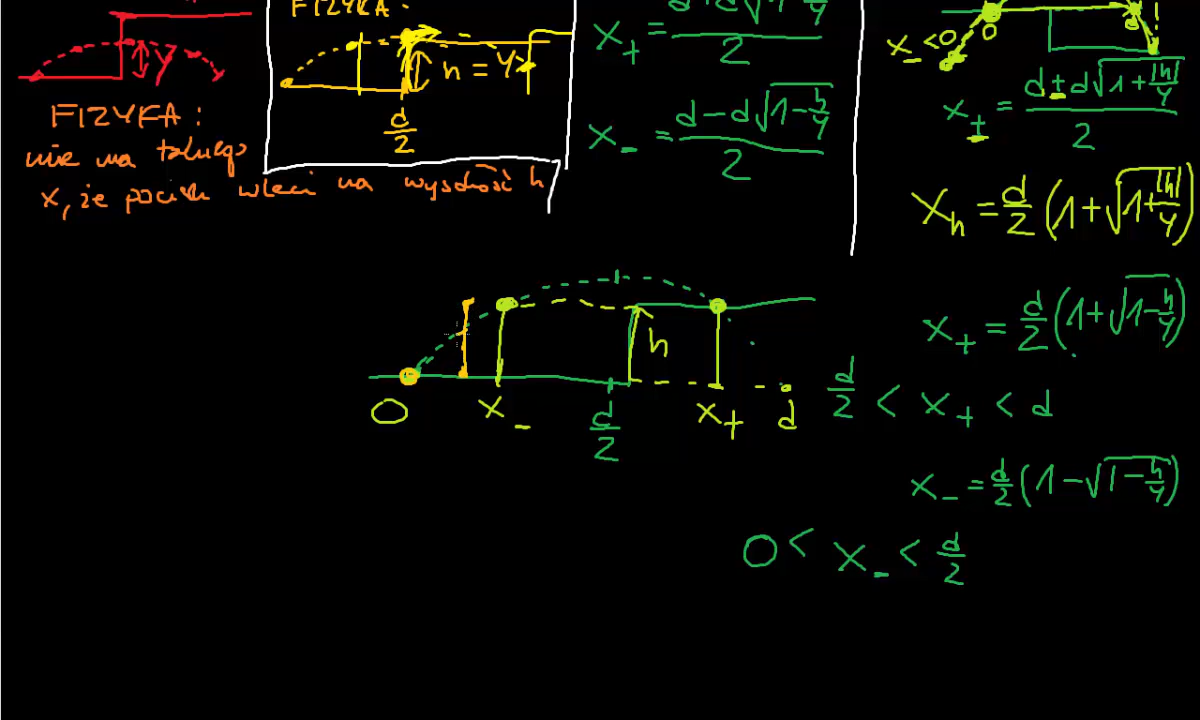 Y
FIZYKA:
nie ma takiego
x, że pocisk wleci na wysokość h
FIZYKA:
h = Y
d/2
x₊ = (d+d√(1-h/Y))/2
x₋ = (d-d√(1-h/Y))/2
x₋ <0
0
x± = (d±d√(1+|h|/Y))/2
xₕ = d/2 (1+√(1+|h|/Y))
x₊ = d/2 (1+√(1-h/Y))
h
0 x₋ d/2 x₊ d
d/2 < x₊ < d
x₋ = d/2 (1-√(1-h/Y))
0 < x₋ < d/2